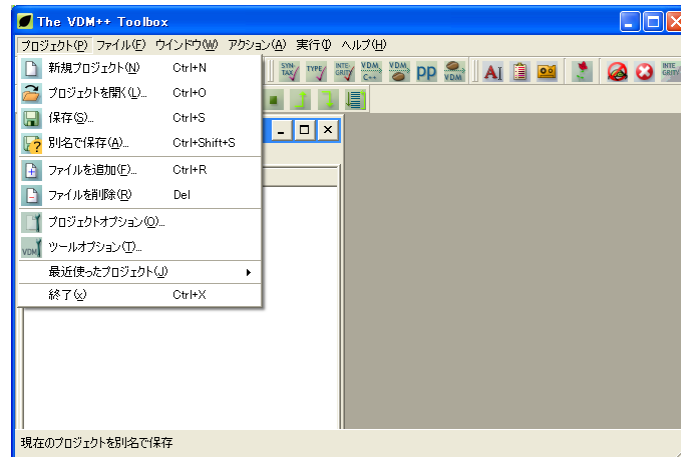 The VDM++ Toolbox
プロジェクト(P) ファイル(F) ウインドウ(W) アクション(A) 実行(I) ヘルプ(H)
SYN-TAX TYPE INTEGRITY VDM C++ VDM pp VDM AI INTEGRITY
新規プロジェクト(N) Ctrl+N
プロジェクトを開く(L)... Ctrl+O
保存(S)... Ctrl+S
別名で保存(A)... Ctrl+Shift+S
ファイルを追加(F)... Ctrl+R
ファイルを削除(R) Del
プロジェクトオプション(O)...
VDM ツールオプション(T)...
最近使ったプロジェクト(J)
終了(x) Ctrl+X
現在のプロジェクトを別名で保存